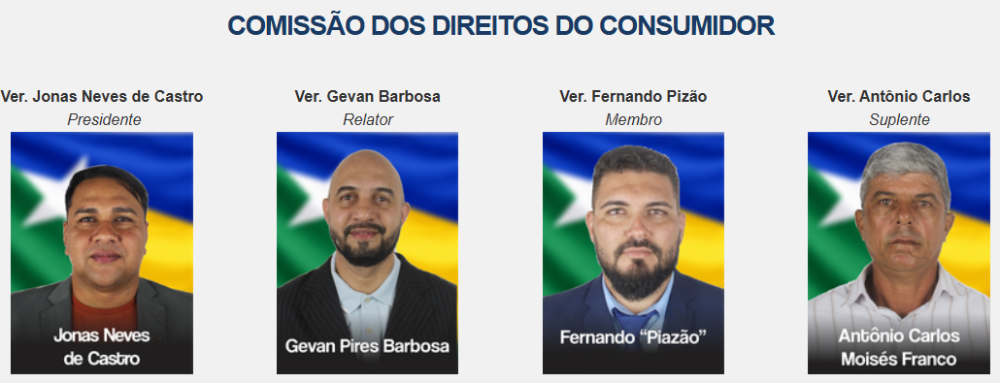 COMISSÃO DOS DIREITOS DO CONSUMIDOR
Ver. Jonas Neves de Castro
Presidente
Jonas Neves
de Castro
Ver. Gevan Barbosa
Relator
Gevan Pires Barbosa
Ver. Fernando Pizão
Membro
Fernando “Piazão”
Ver. Antônio Carlos
Suplente
Antônio Carlos
Moisés Franco